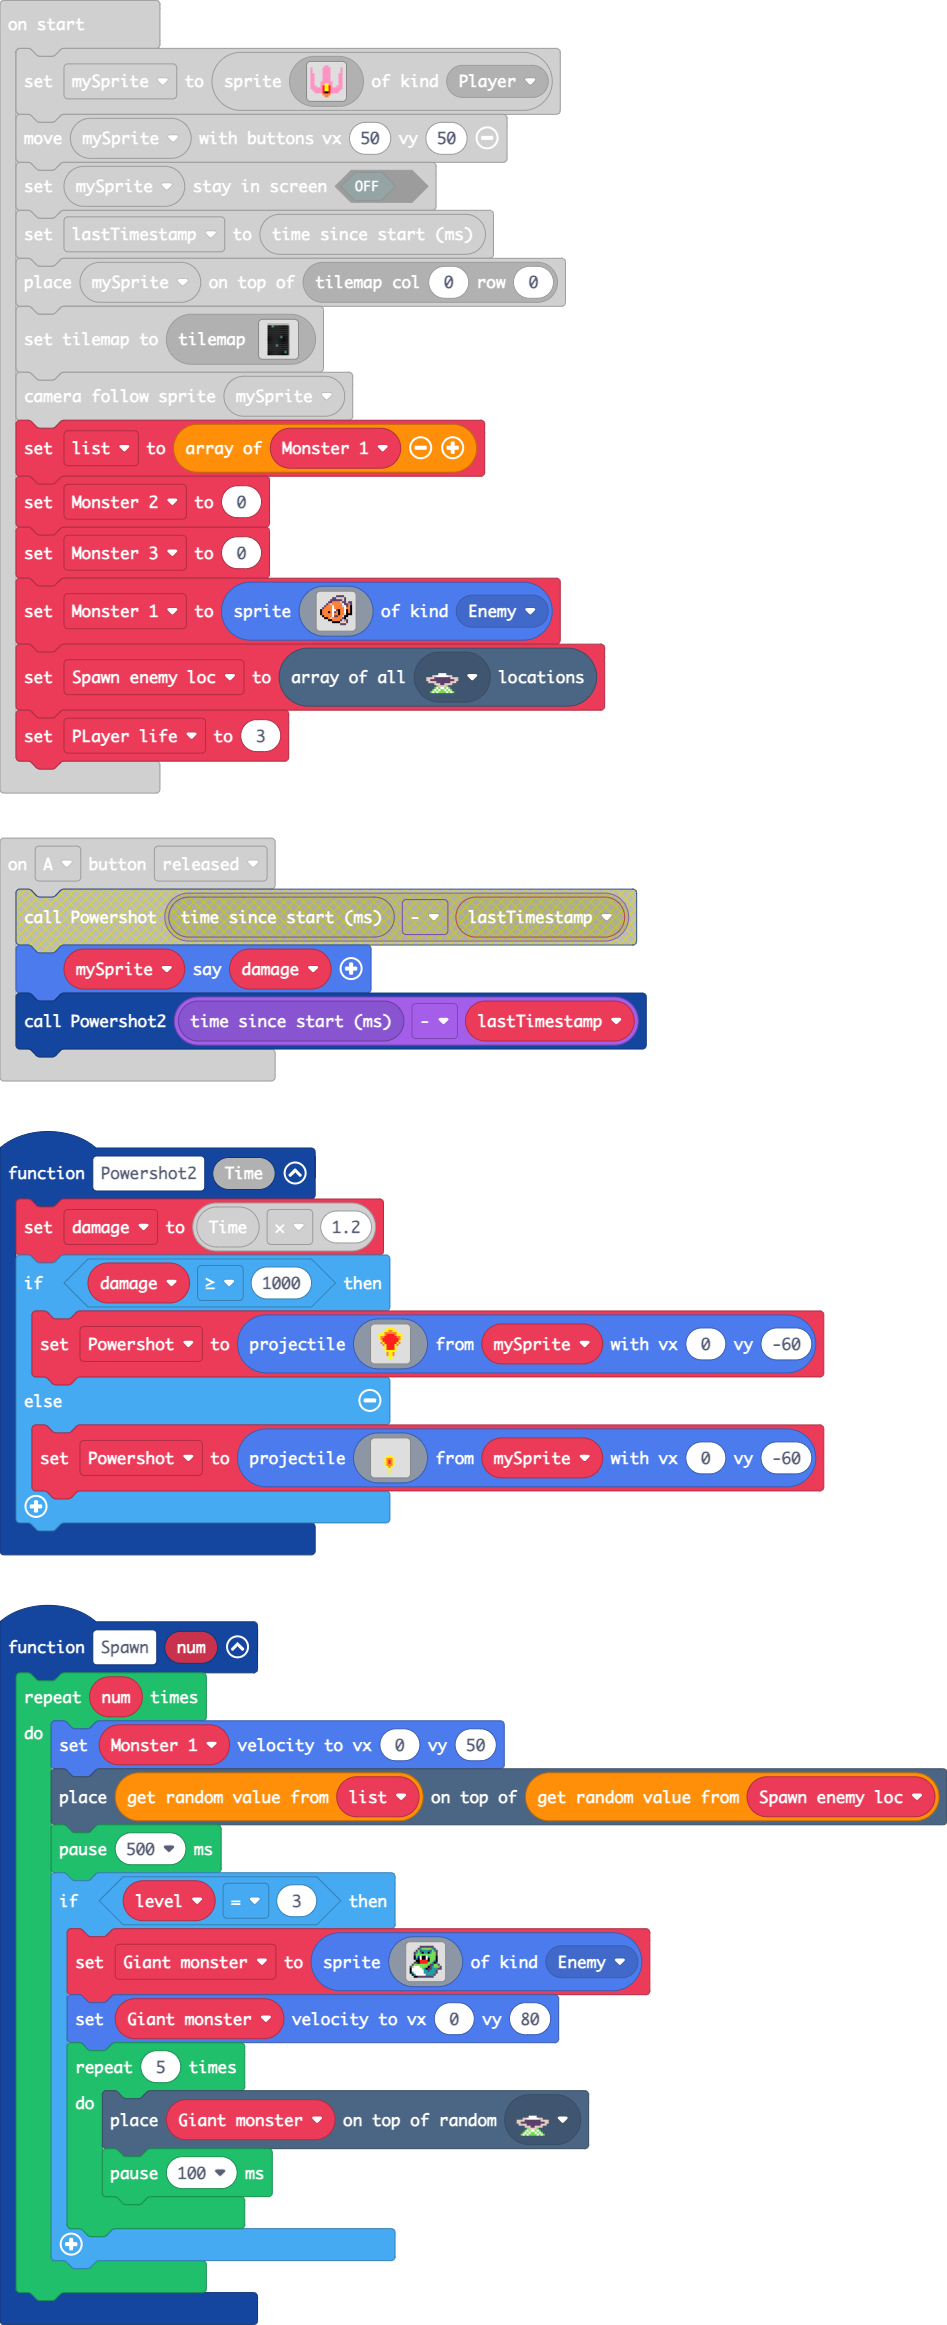 on start
set mySprite to sprite of kind Player
move mySprite with buttons vx 50 vy 50
set mySprite stay in screen OFF
set lastTimestamp to time since start (ms)
place mySprite on top of tilemap col 0 row 0
set tilemap to tilemap
camera follow sprite mySprite
set list to array of Monster 1
set Monster 2 to 0
set Monster 3 to 0
set Monster 1 to sprite of kind Enemy
set Spawn enemy loc to array of all locations
set PLayer life to 3
on A button released
call Powershot time since start (ms) - lastTimestamp
mySprite say damage
call Powershot2 time since start (ms) - lastTimestamp
function Powershot2 Time
set damage to Time × 1.2
if damage ≥ 1000 then
set Powershot to projectile from mySprite with vx 0 vy -60
else
set Powershot to projectile from mySprite with vx 0 vy -60
function Spawn num
repeat num times
do
set Monster 1 velocity to vx 0 vy 50
place get random value from list on top of get random value from Spawn enemy loc
pause 500 ms
if level = 3 then
set Giant monster to sprite of kind Enemy
set Giant monster velocity to vx 0 vy 80
repeat 5 times
do
place Giant monster on top of random
pause 100 ms